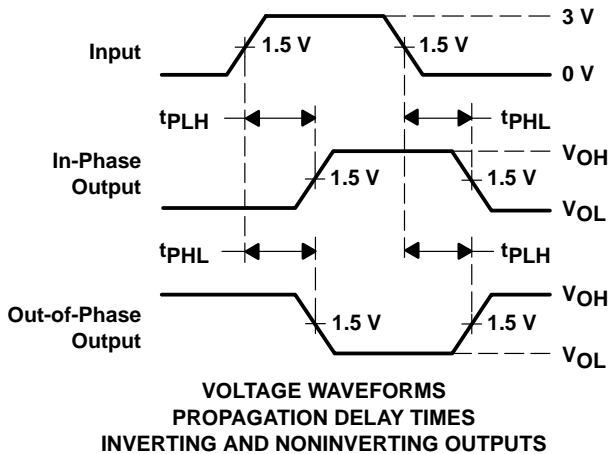 3 V
Input
1.5 V
1.5 V
0 V
tPLH
tPHL
In-Phase
Output
1.5 V
1.5 V
VOH
VOL
tPHL
tPLH
Out-of-Phase
Output
1.5 V
1.5 V
VOH
VOL
VOLTAGE WAVEFORMS
PROPAGATION DELAY TIMES
INVERTING AND NONINVERTING OUTPUTS